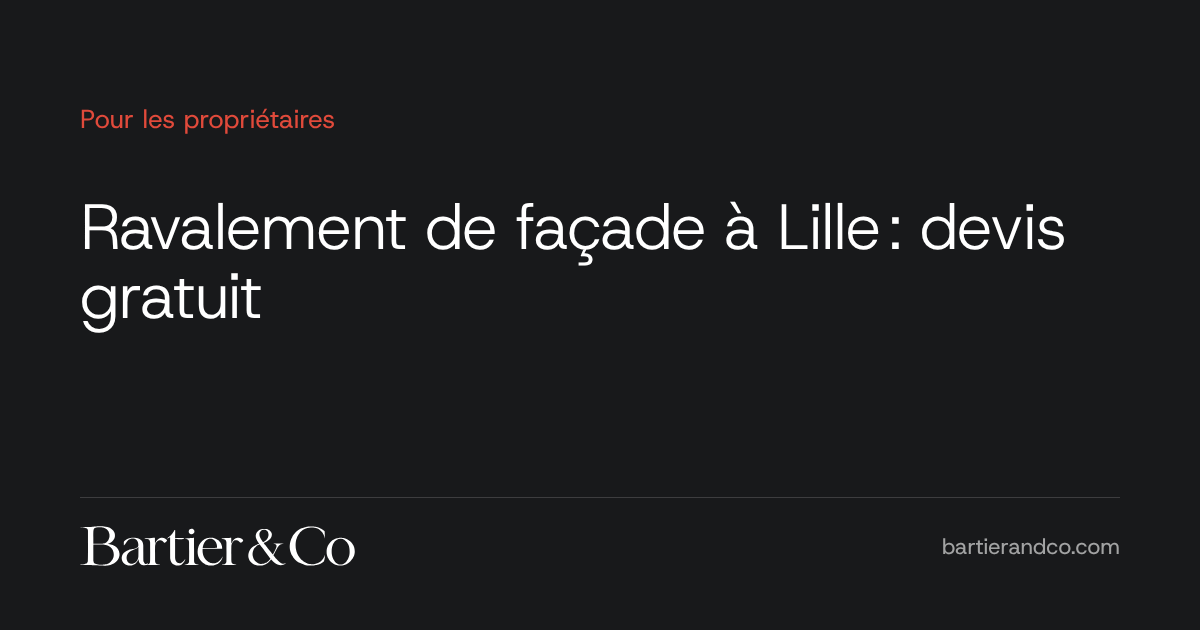 Pour les propriétaires
Ravalement de façade à Lille : devis
gratuit
Bartier & Co
bartierandco.com